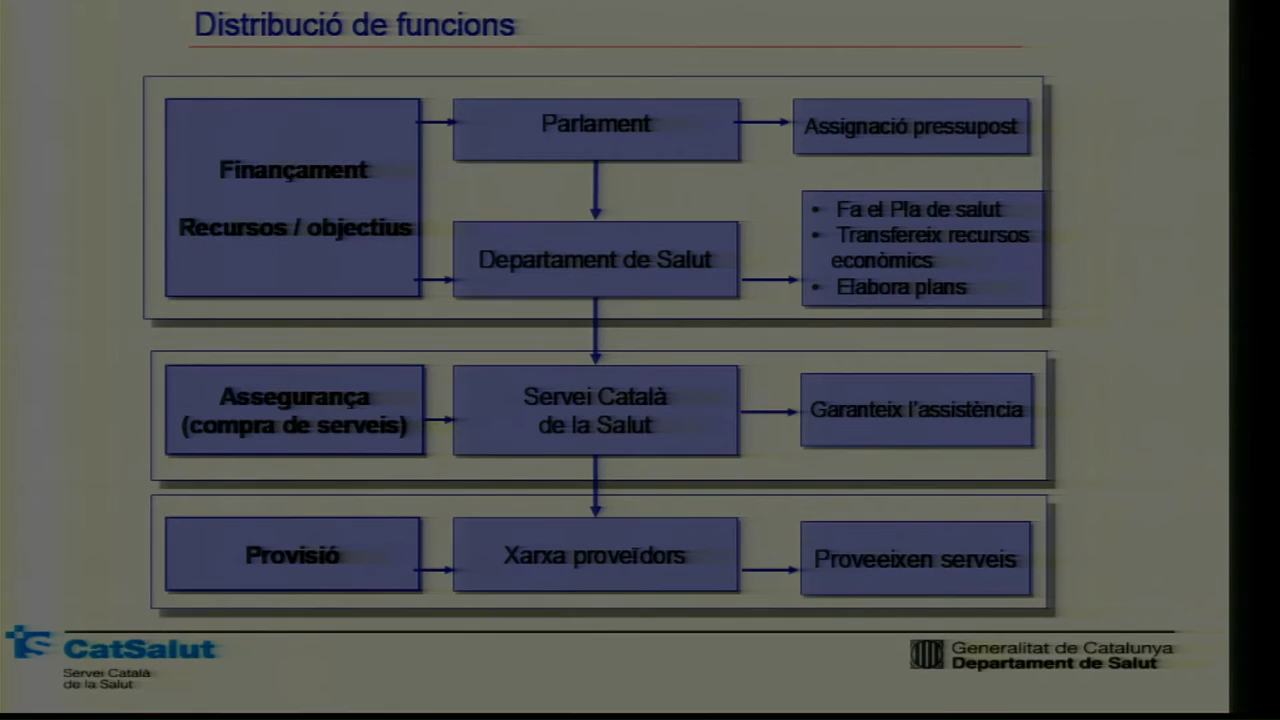 Distribució de funcions
Finançament
Recursos / objectius
Parlament
Assignació pressupost
Departament de Salut
• Fa el Pla de salut
• Transfereix recursos
econòmics
• Elabora plans
Assegurança
(compra de serveis)
Servei Català
de la Salut
Garanteix l'assistència
Provisió
Xarxa proveïdors
Proveeixen serveis
CatSalut
Servei Català
de la Salut
Generalitat de Catalunya
Departament de Salut